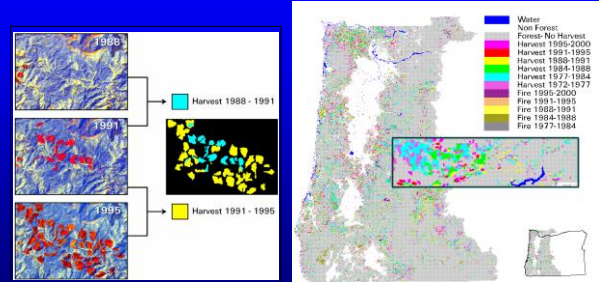 1988
1991
1995
Harvest 1988 - 1991
Harvest 1991 - 1995
Water
Non Forest
Forest- No Harvest
Harvest 1995-2000
Harvest 1991-1995
Harvest 1988-1991
Harvest 1984-1988
Harvest 1977-1984
Harvest 1972-1977
Fire 1995-2000
Fire 1991-1995
Fire 1988-1991
Fire 1984-1988
Fire 1977-1984